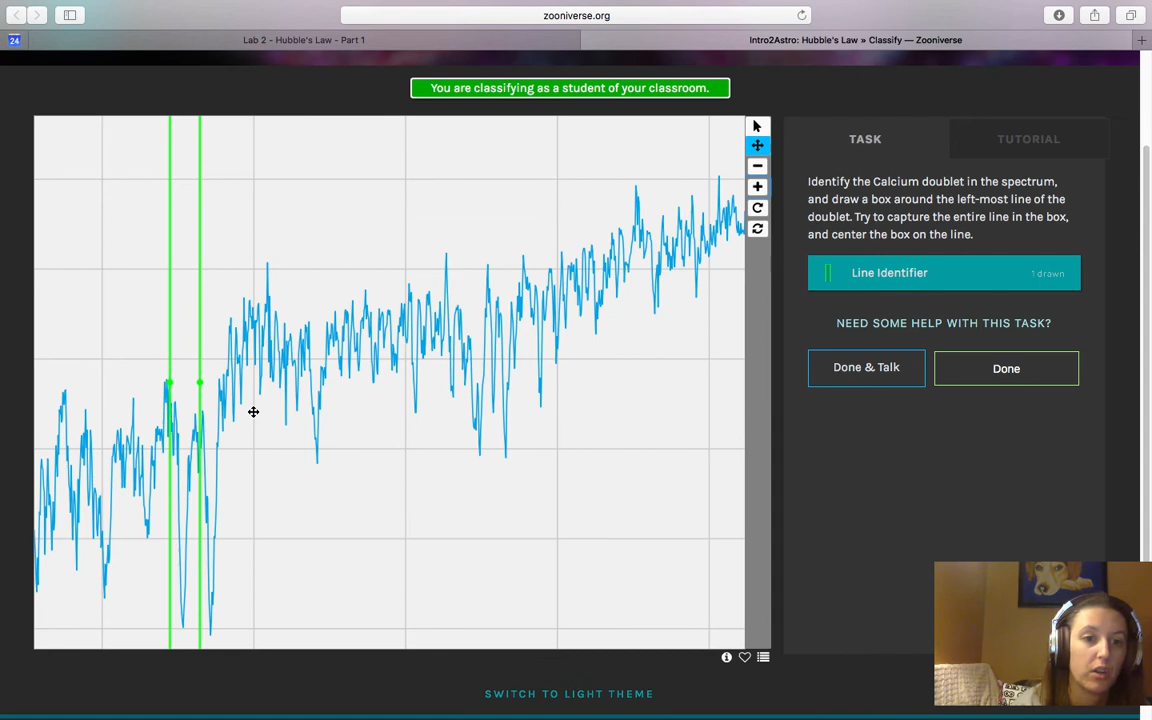 zooniverse.org
24
Lab 2 - Hubble's Law - Part 1
Intro2Astro: Hubble's Law » Classify — Zooniverse
You are classifying as a student of your classroom.
TASK
TUTORIAL
Identify the Calcium doublet in the spectrum,
and draw a box around the left-most line of the
doublet. Try to capture the entire line in the box,
and center the box on the line.
Line Identifier
1 drawn
NEED SOME HELP WITH THIS TASK?
Done & Talk
Done
SWITCH TO LIGHT THEME